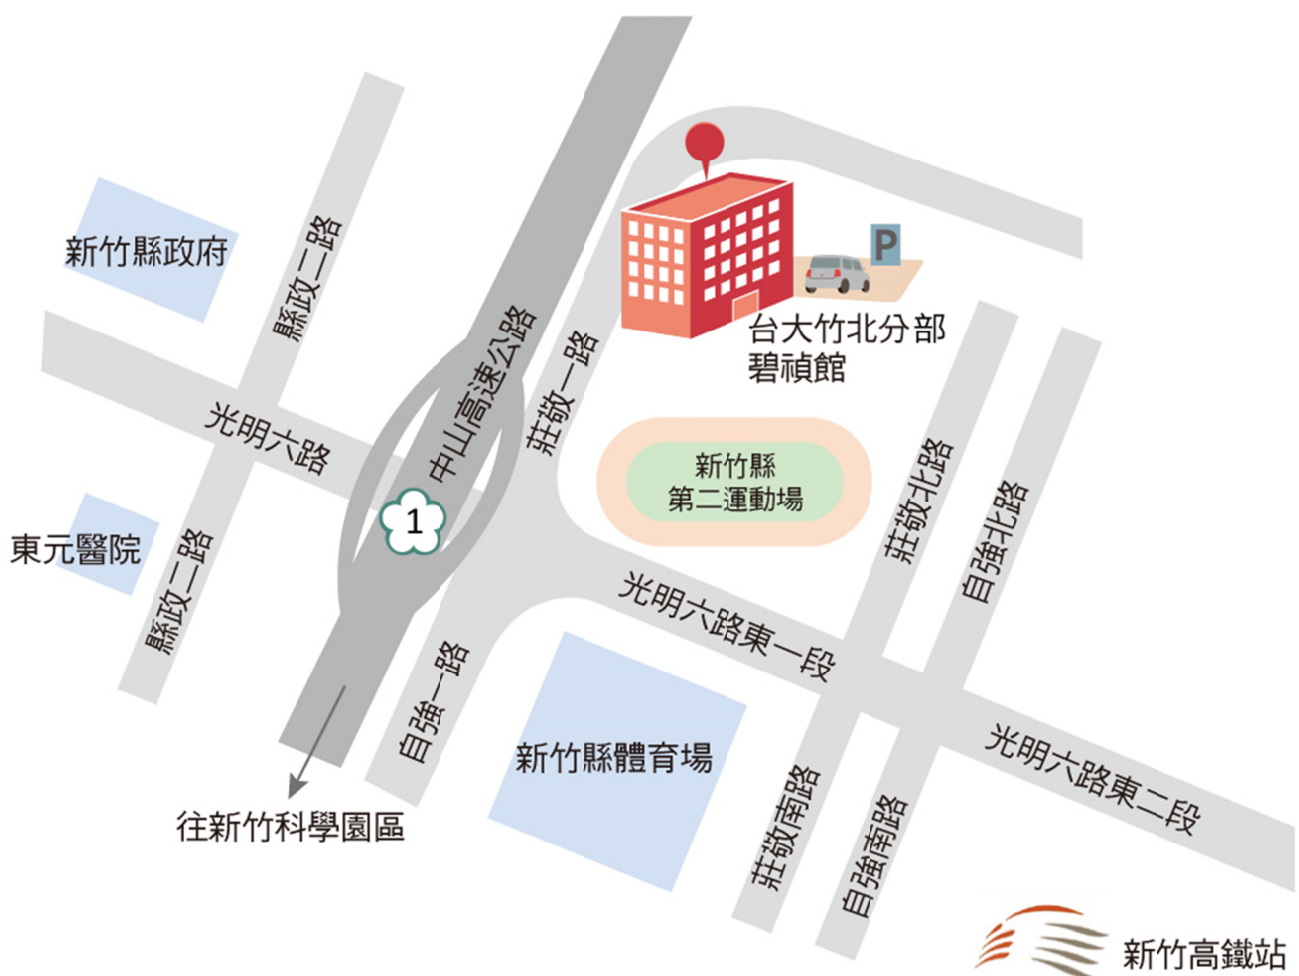 P
新竹縣政府
縣政二路
台大竹北分部
碧禎館
中山高速公路
莊敬一路
光明六路
新竹縣
第二運動場
莊敬北路
自強北路
1
東元醫院
縣政二路
光明六路東一段
自強一路
新竹縣體育場
光明六路東二段
莊敬南路
自強南路
往新竹科學園區
新竹高鐵站